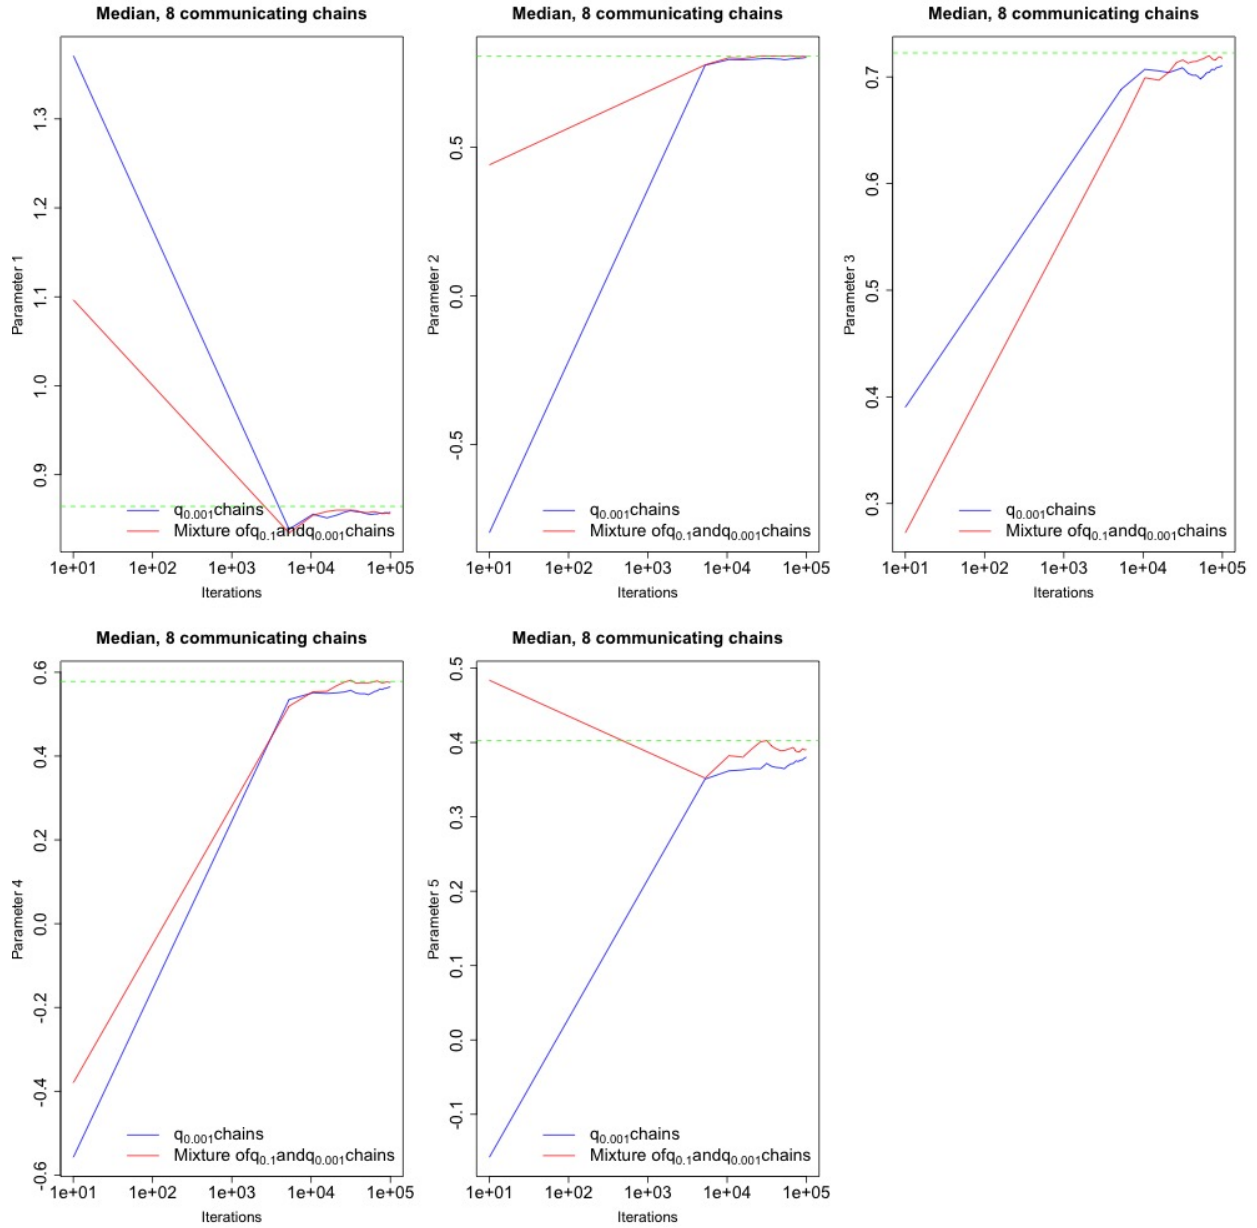 Median, 8 communicating chains
Parameter 1
1.3
1.2
1.1
1.0
0.9
q0.001chains
Mixture ofq0.1andq0.001chains
1e+01 1e+02 1e+03 1e+04 1e+05
Iterations
Median, 8 communicating chains
Parameter 2
0.5
0.0
-0.5
q0.001chains
Mixture ofq0.1andq0.001chains
1e+01 1e+02 1e+03 1e+04 1e+05
Iterations
Median, 8 communicating chains
Parameter 3
0.7
0.6
0.5
0.4
0.3
q0.001chains
Mixture ofq0.1andq0.001chains
1e+01 1e+02 1e+03 1e+04 1e+05
Iterations
Median, 8 communicating chains
Parameter 4
0.6
0.4
0.2
0.0
-0.2
-0.4
-0.6
q0.001chains
Mixture ofq0.1andq0.001chains
1e+01 1e+02 1e+03 1e+04 1e+05
Iterations
Median, 8 communicating chains
Parameter 5
0.5
0.4
0.3
0.2
0.1
0.0
-0.1
q0.001chains
Mixture ofq0.1andq0.001chains
1e+01 1e+02 1e+03 1e+04 1e+05
Iterations